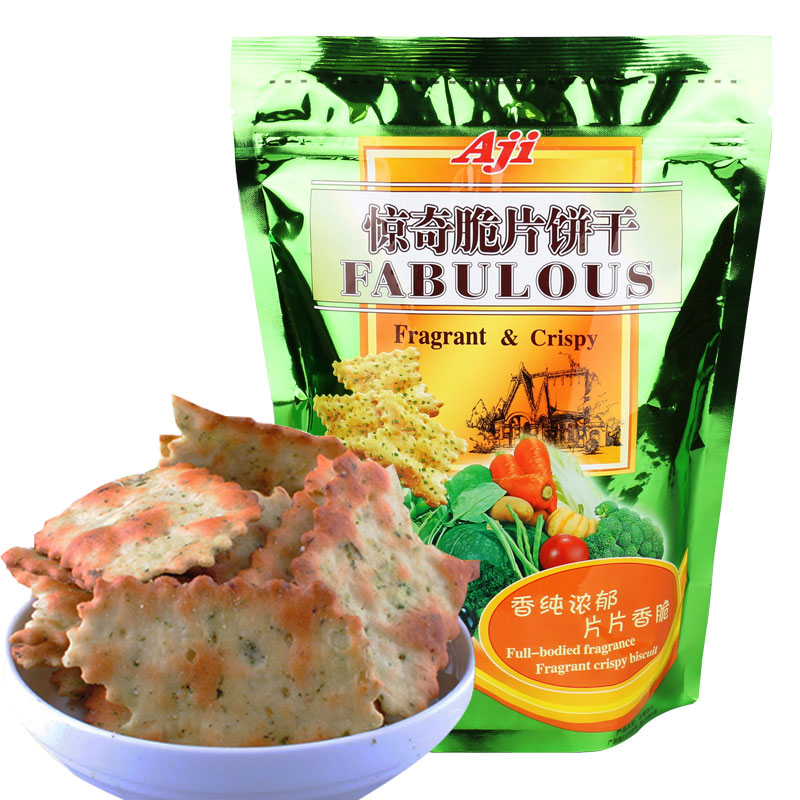 Aji
惊奇脆片饼干
FABULOUS
Fragrant & Crispy
香纯浓郁
片片香脆
Full-bodied fragrance
Fragrant crispy biscuit